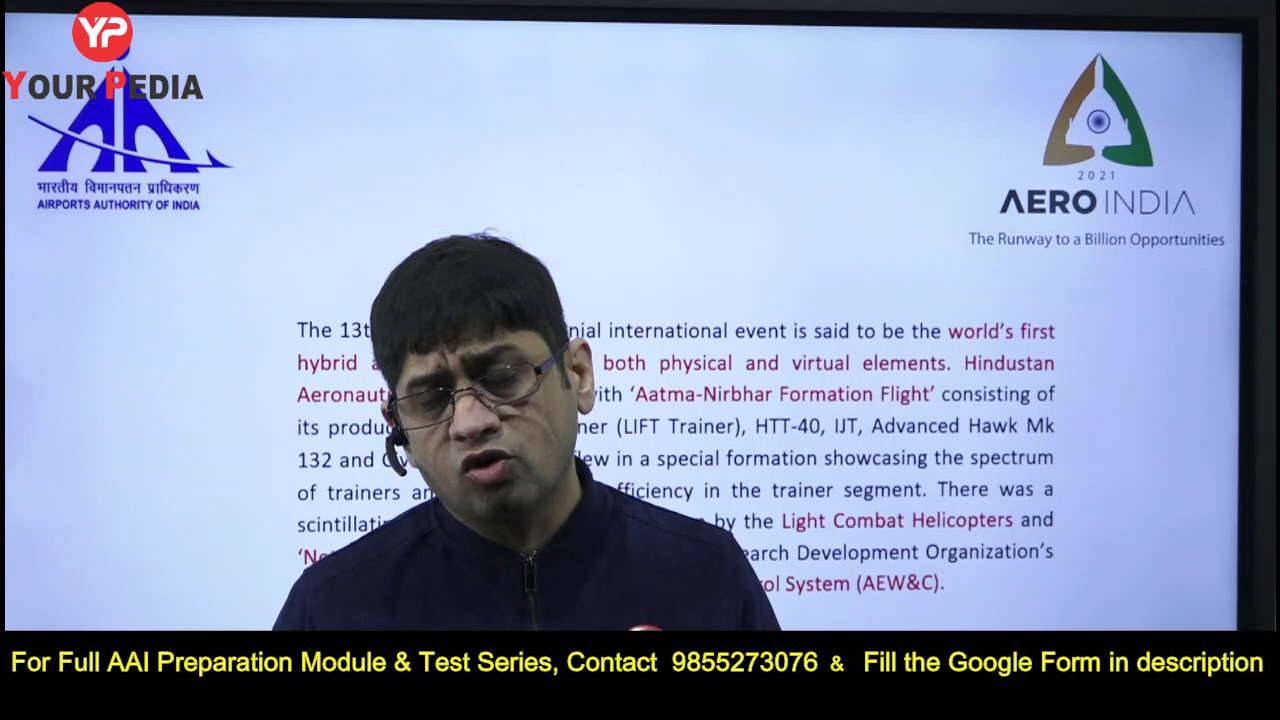 YP
YOUR PEDIA
भारतीय विमानपत्तन प्राधिकरण
AIRPORTS AUTHORITY OF INDIA
2021
AERO INDIA
The Runway to a Billion Opportunities
The 13t nial international event is said to be the world's first
hybrid a both physical and virtual elements. Hindustan
Aeronauti with 'Aatma-Nirbhar Formation Flight' consisting of
its produ ner (LIFT Trainer), HTT-40, IJT, Advanced Hawk Mk
132 and flew in a special formation showcasing the spectrum
of trainers an fficiency in the trainer segment. There was a
scintillati by the Light Combat Helicopters and
earch Development Organization's
rol System (AEW&C).
For Full AAI Preparation Module & Test Series, Contact 9855273076 & Fill the Google Form in description